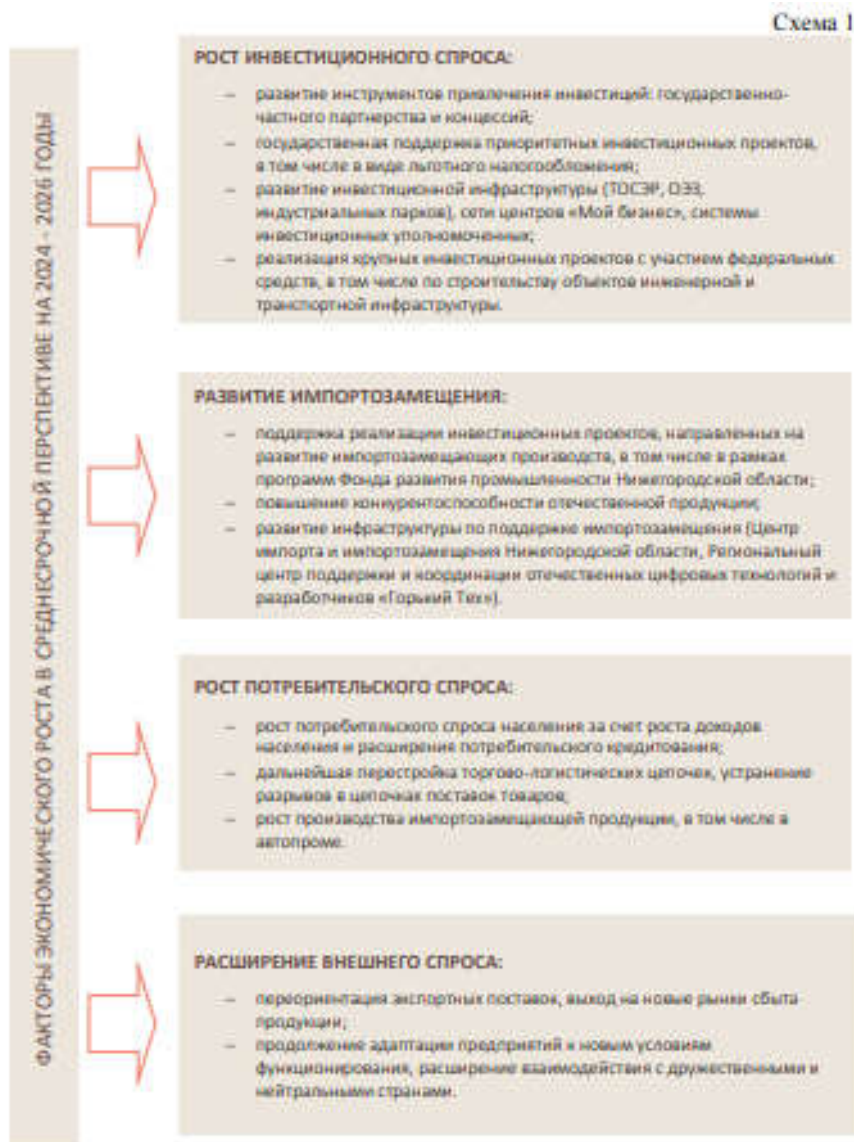 Схема 1
ФАКТОРЫ ЭКОНОМИЧЕСКОГО РОСТА В СРЕДНЕСРОЧНОЙ ПЕРСПЕКТИВЕ НА 2024 - 2026 ГОДЫ
РОСТ ИНВЕСТИЦИОННОГО СПРОСА:
– развитие инструментов привлечения инвестиций: государственно-
частного партнерства и концессий;
– государственная поддержка приоритетных инвестиционных проектов,
в том числе в виде льготного налогообложения;
– развитие инвестиционной инфраструктуры (ТОСЭР, ОЭЗ,
индустриальных парков), сети центров «Мой бизнес», системы
инвестиционных уполномоченных;
– реализация крупных инвестиционных проектов с участием федеральных
средств, в том числе по строительству объектов инженерной и
транспортной инфраструктуры.
РАЗВИТИЕ ИМПОРТОЗАМЕЩЕНИЯ:
– поддержка реализации инвестиционных проектов, направленных на
развитие импортозамещающих производств, в том числе в рамках
программ Фонда развития промышленности Нижегородской области;
– повышение конкурентоспособности отечественной продукции;
– развитие инфраструктуры по поддержке импортозамещения (Центр
импорта и импортозамещения Нижегородской области, Региональный
центр поддержки и координации отечественных цифровых технологий и
разработчиков «Горький Тех»).
РОСТ ПОТРЕБИТЕЛЬСКОГО СПРОСА:
– рост потребительского спроса населения за счет роста доходов
населения и расширения потребительского кредитования;
– дальнейшая перестройка торгово-логистических цепочек, устранение
разрывов в цепочках поставок товаров;
– рост производства импортозамещающей продукции, в том числе в
автопроме.
РАСШИРЕНИЕ ВНЕШНЕГО СПРОСА:
– переориентация экспортных поставок, выход на новые рынки сбыта
продукции;
– продолжение адаптации предприятий к новым условиям
функционирования, расширение взаимодействия с дружественными и
нейтральными странами.